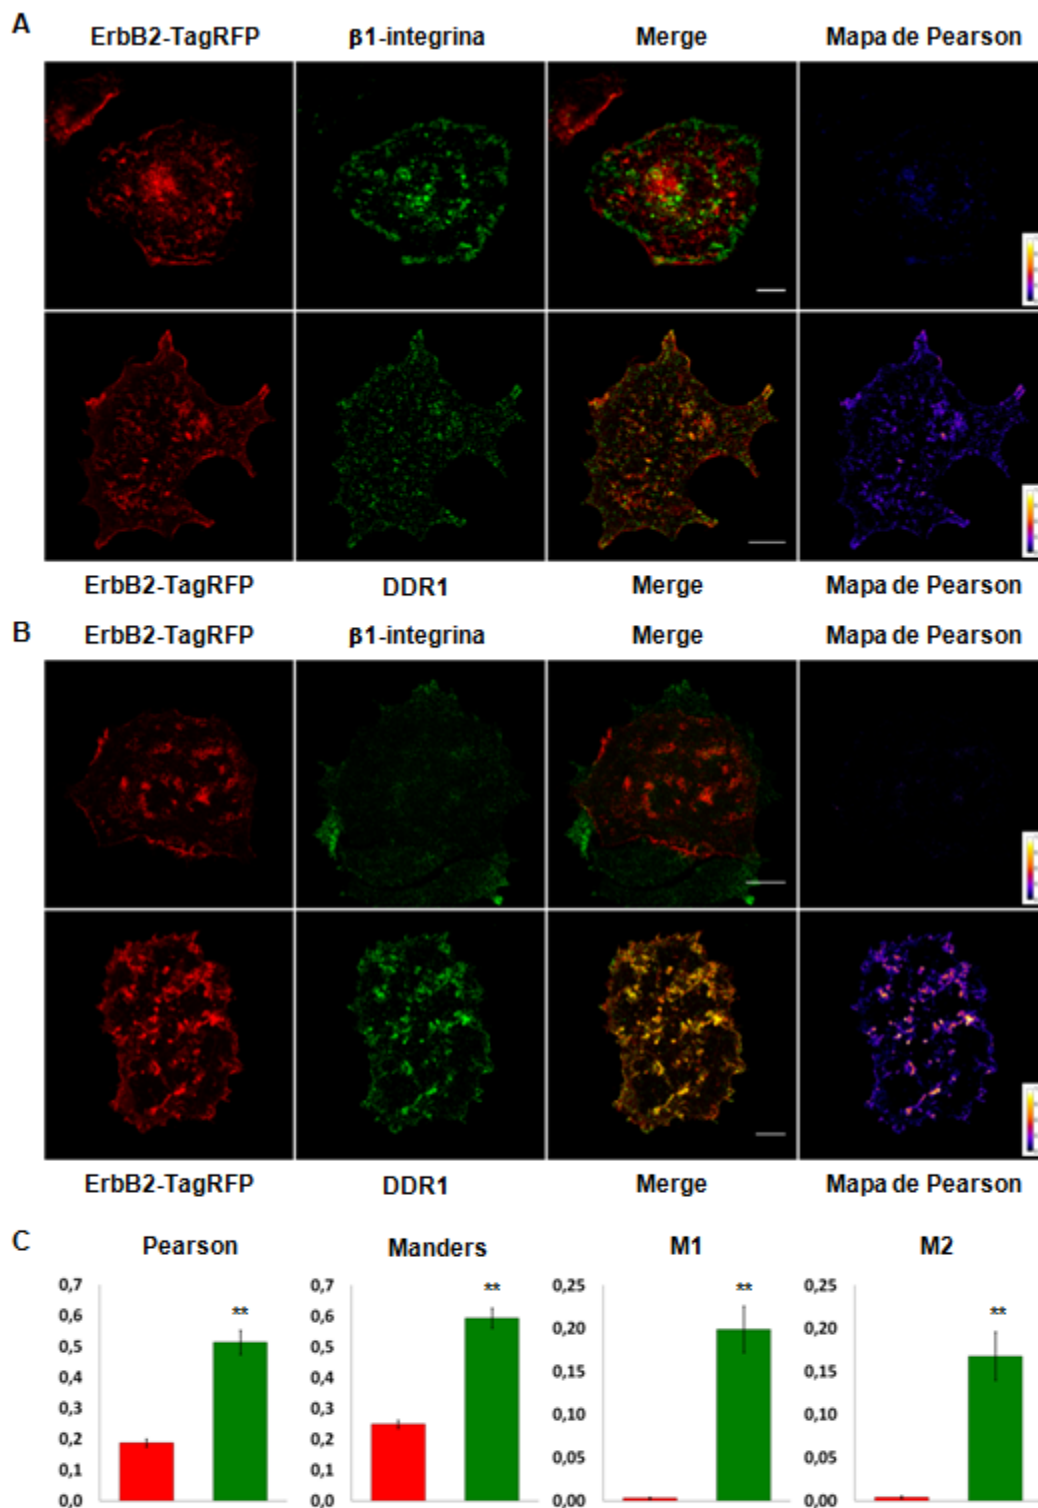 A
ErbB2-TagRFP β1-integrina Merge Mapa de Pearson
ErbB2-TagRFP DDR1 Merge Mapa de Pearson
B
ErbB2-TagRFP β1-integrina Merge Mapa de Pearson
ErbB2-TagRFP DDR1 Merge Mapa de Pearson
C
Pearson Manders M1 M2
0,7 0,7 0,25 0,25
** ** ** **
0,6 0,6 0,20 0,20
0,5 0,5 0,15 0,15
0,4 0,4 0,10 0,10
0,3 0,3 0,05 0,05
0,2 0,2 0,00 0,00
0,1 0,1
0,0 0,0